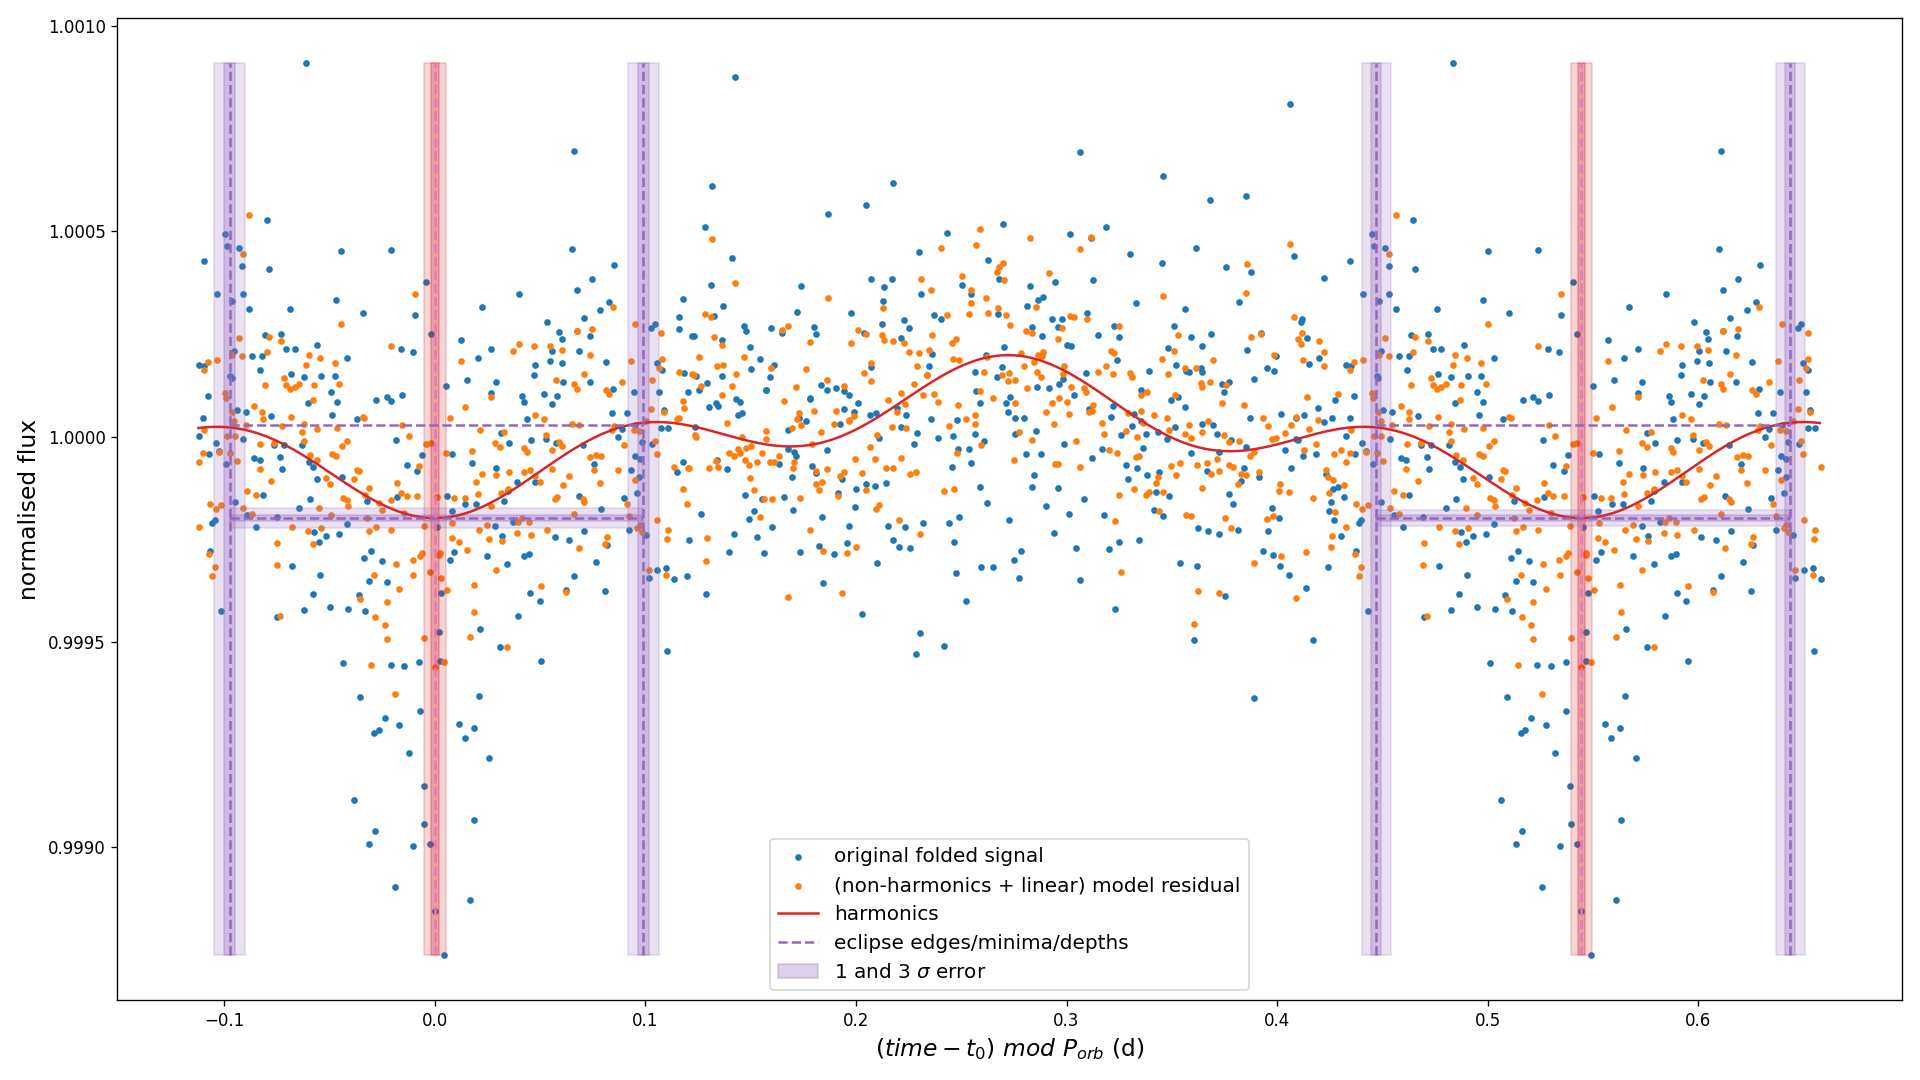 1.0010
1.0005
1.0000
0.9995
0.9990
normalised flux
original folded signal
(non-harmonics + linear) model residual
harmonics
eclipse edges/minima/depths
1 and 3 σ error
−0.1 0.0 0.1 0.2 0.3 0.4 0.5 0.6
(time − t₀) mod Pₒᵣb (d)